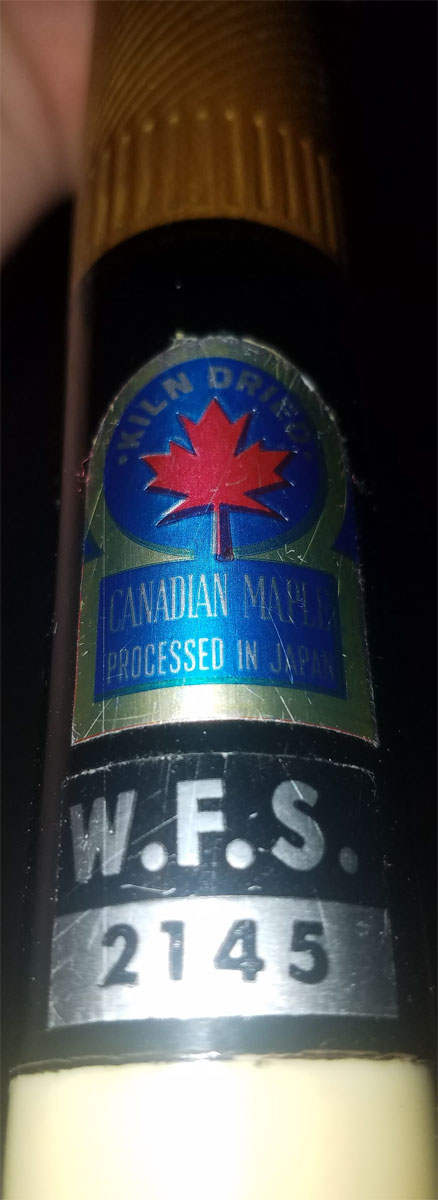 ·KILN DRIED·
CANADIAN MAPLE
PROCESSED IN JAPAN
W.F.S.
2145